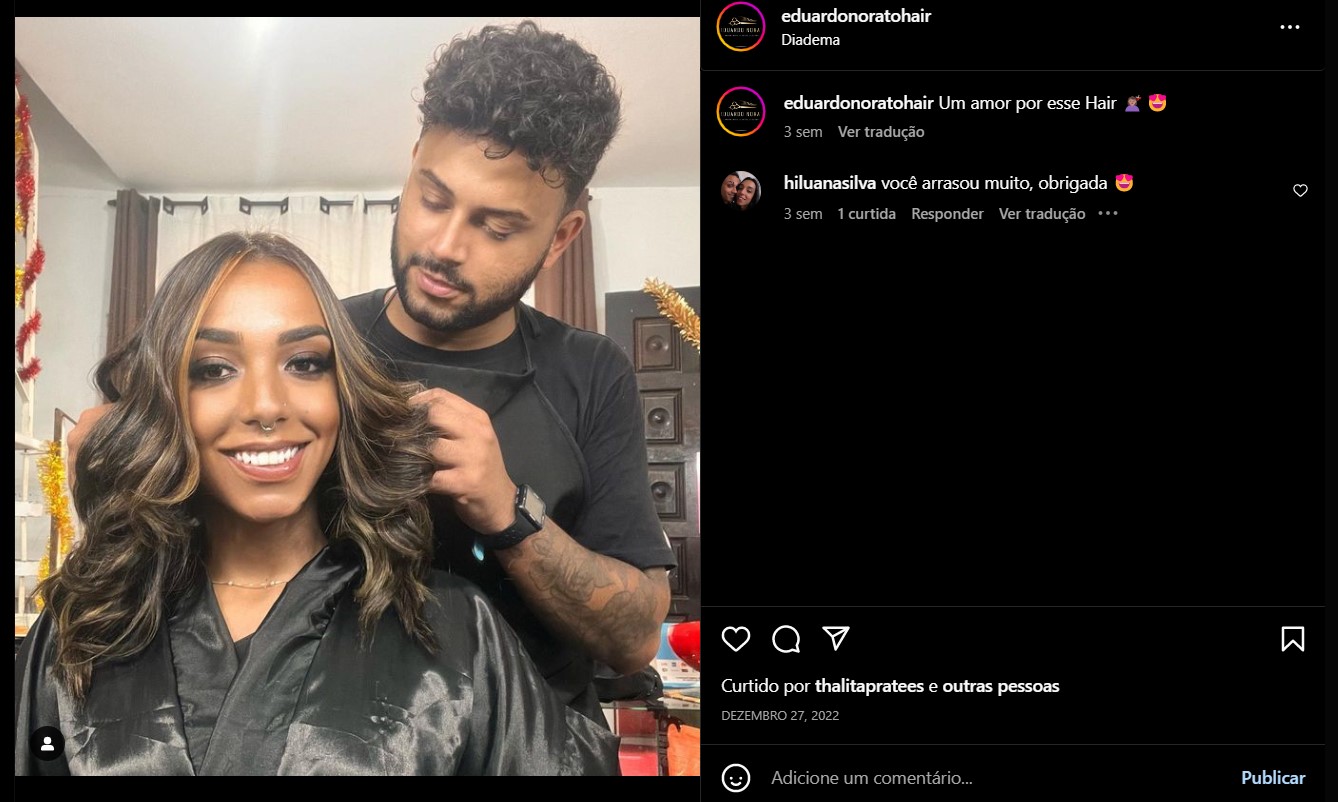 eduardonoratohair
Diadema
eduardonoratohair Um amor por esse Hair 💇🏽‍♀️ 😍
3 sem Ver tradução
hiluanasilva você arrasou muito, obrigada 😍
3 sem 1 curtida Responder Ver tradução •••
Curtido por thalitapratees e outras pessoas
DEZEMBRO 27, 2022
Adicione um comentário... Publicar